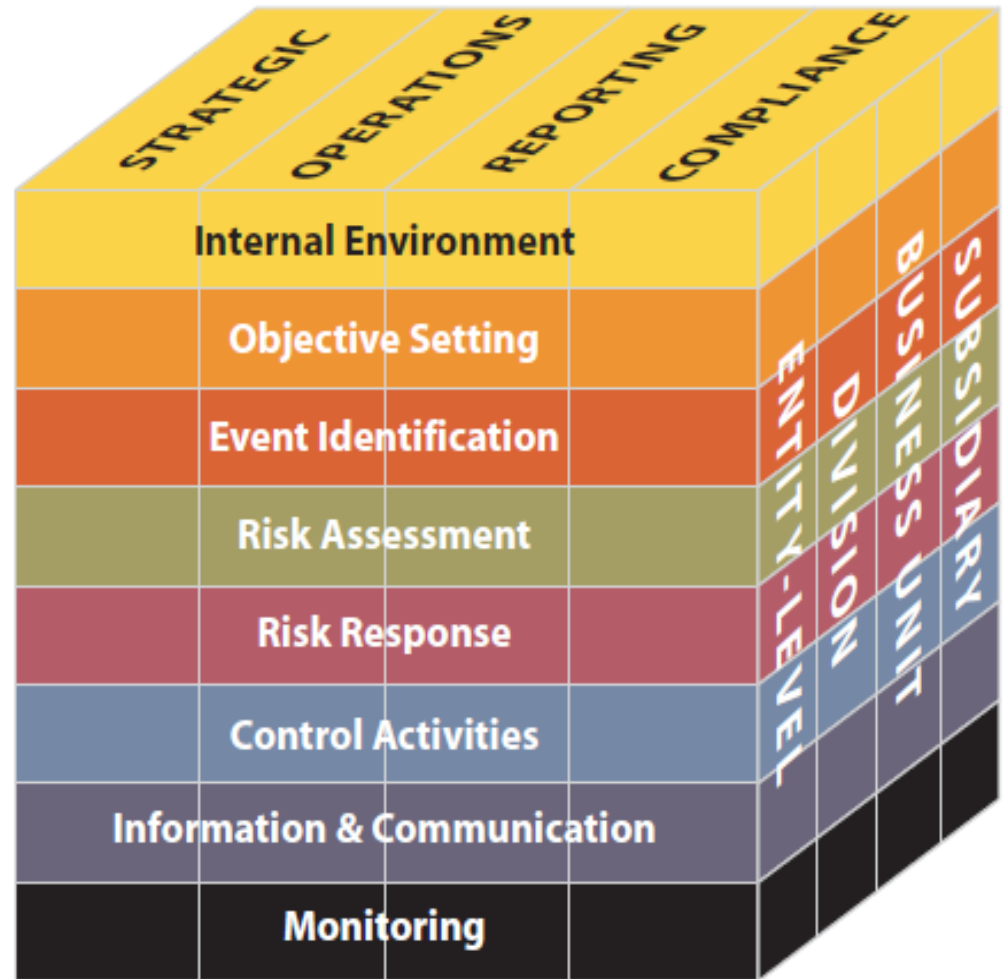 STRATEGIC
OPERATIONS
REPORTING
COMPLIANCE
Internal Environment
Objective Setting
Event Identification
Risk Assessment
Risk Response
Control Activities
Information & Communication
Monitoring
ENTITY-LEVEL
DIVISION
BUSINESS UNIT
SUBSIDIARY